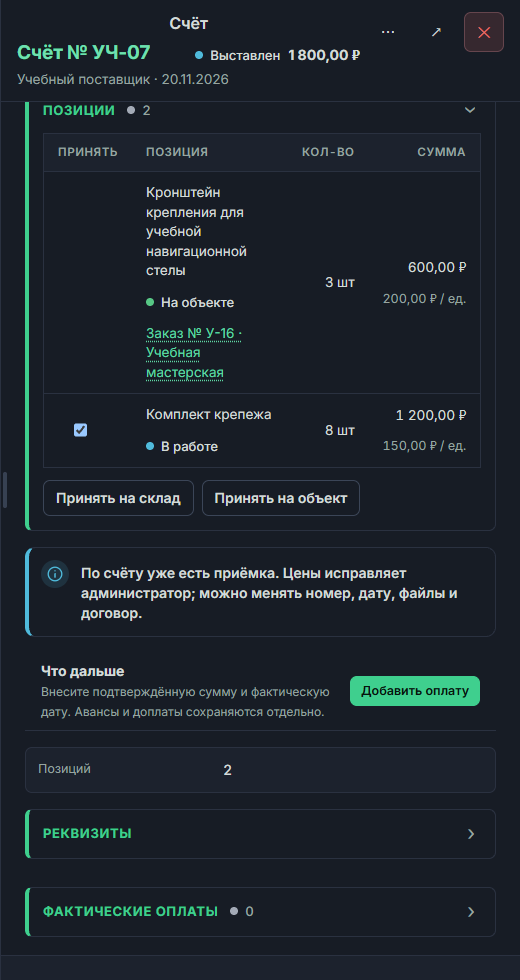 Счёт
Счёт № УЧ-07
Выставлен 1 800,00 ₽
Учебный поставщик · 20.11.2026
ПОЗИЦИИ 2
ПРИНЯТЬ ПОЗИЦИЯ КОЛ-ВО СУММА
Кронштейн
крепления для
учебной
навигационной
стелы
3 шт
600,00 ₽
200,00 ₽ / ед.
На объекте
Заказ № У-16 ·
Учебная
мастерская
Комплект крепежа
8 шт
1 200,00 ₽
150,00 ₽ / ед.
В работе
Принять на склад Принять на объект
По счёту уже есть приёмка. Цены исправляет
администратор; можно менять номер, дату, файлы и
договор.
Что дальше
Внесите подтверждённую сумму и фактическую
дату. Авансы и доплаты сохраняются отдельно.
Добавить оплату
Позиций 2
РЕКВИЗИТЫ
ФАКТИЧЕСКИЕ ОПЛАТЫ 0